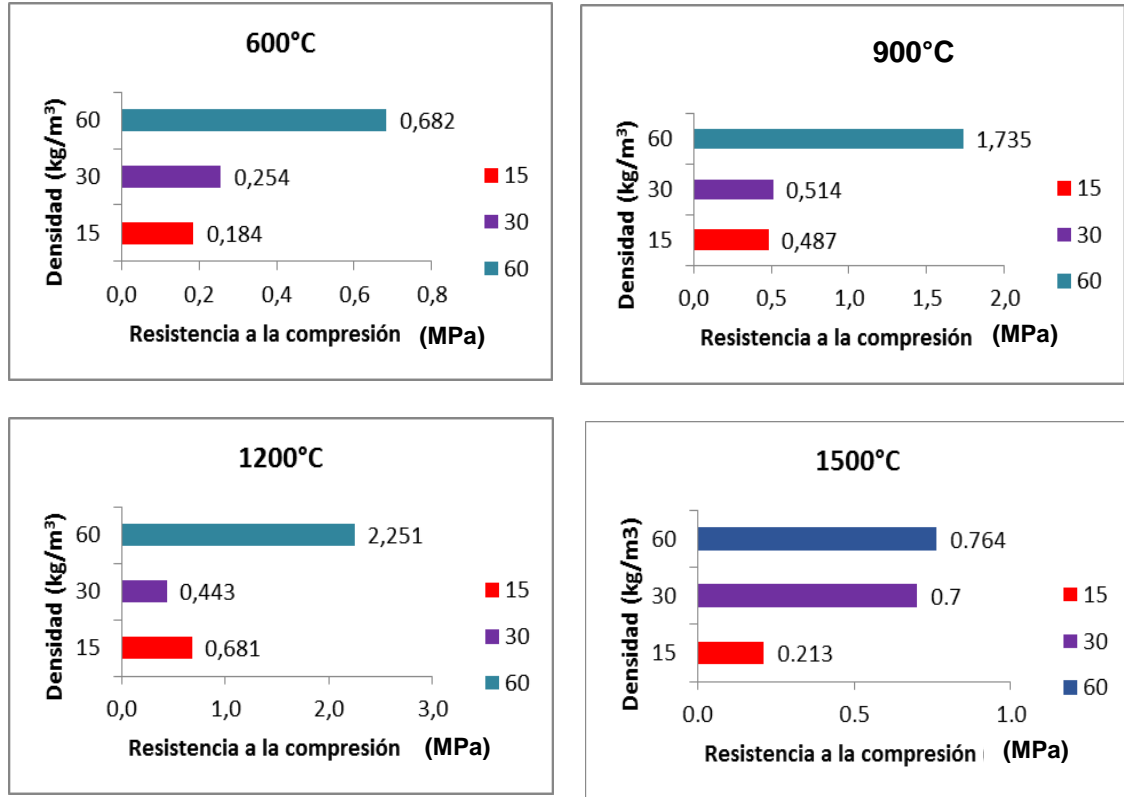 600°C
Densidad (kg/m³)
60
0,682
30
0,254
15
0,184
0,0 0,2 0,4 0,6 0,8
Resistencia a la compresión (MPa)
15
30
60
900°C
Densidad (kg/m³)
60
1,735
30
0,514
15
0,487
0,0 0,5 1,0 1,5 2,0
Resistencia a la compresión (MPa)
15
30
60
1200°C
Densidad (kg/m³)
60
2,251
30
0,443
15
0,681
0,0 1,0 2,0 3,0
Resistencia a la compresión (MPa)
15
30
60
1500°C
Densidad (kg/m3)
60
0.764
30
0.7
15
0.213
0.0 0.5 1.0
Resistencia a la compresión (MPa)
15
30
60